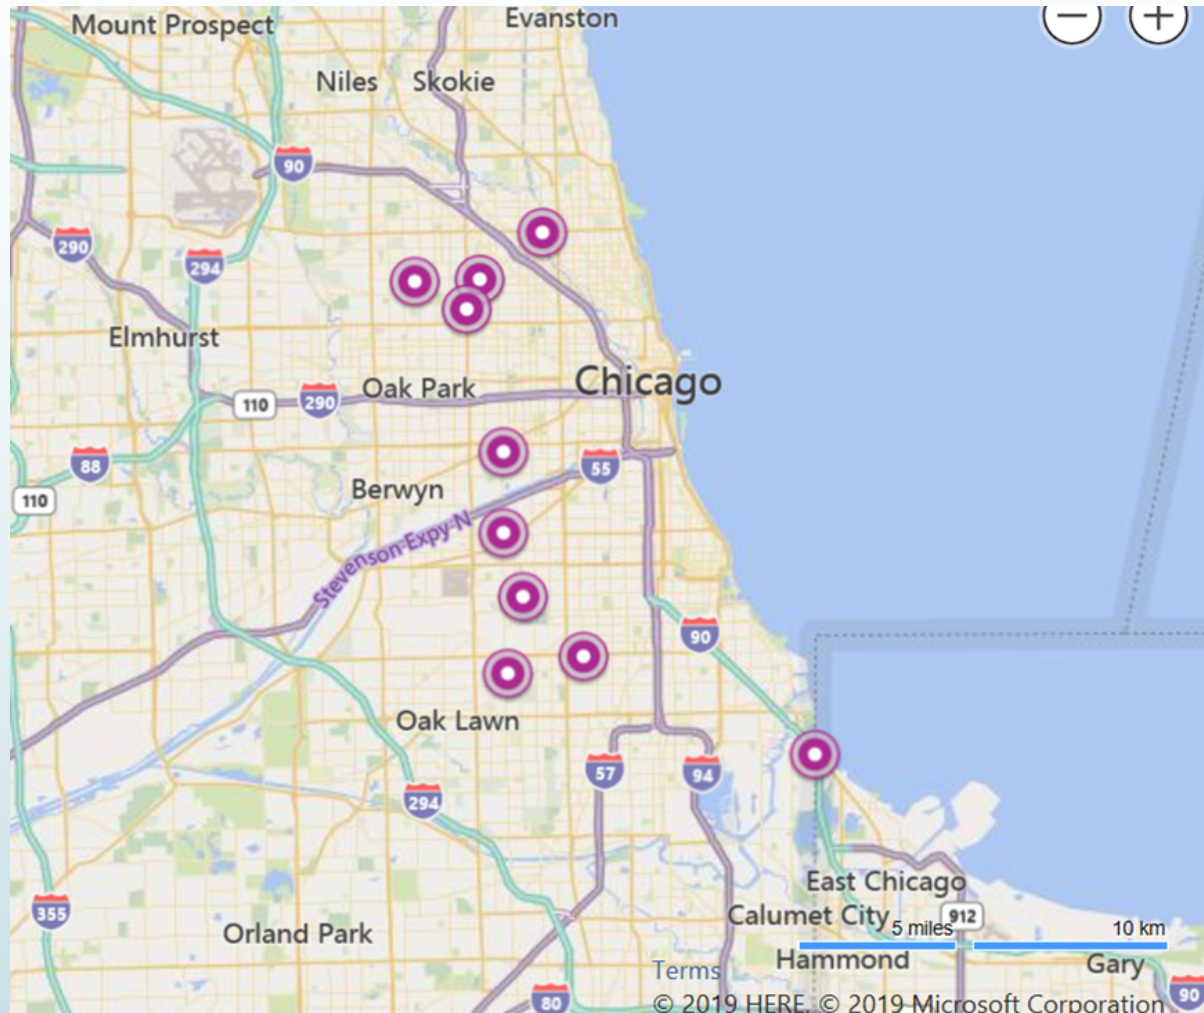 Mount Prospect
Evanston
− +
Niles
Skokie
90
290
294
Elmhurst
Chicago
Oak Park
110
290
88
55
Berwyn
110
Stevenson Expy N
90
Oak Lawn
57
94
294
East Chicago
355
Calumet City
912
5 miles
10 km
Orland Park
Hammond
Gary
Terms
80
90
© 2019 HERE, © 2019 Microsoft Corporation